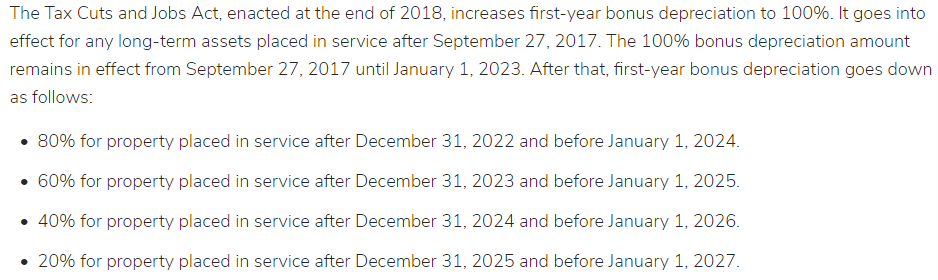 The Tax Cuts and Jobs Act, enacted at the end of 2018, increases first-year bonus depreciation to 100%. It goes into
effect for any long-term assets placed in service after September 27, 2017. The 100% bonus depreciation amount
remains in effect from September 27, 2017 until January 1, 2023. After that, first-year bonus depreciation goes down
as follows:
• 80% for property placed in service after December 31, 2022 and before January 1, 2024.
• 60% for property placed in service after December 31, 2023 and before January 1, 2025.
• 40% for property placed in service after December 31, 2024 and before January 1, 2026.
• 20% for property placed in service after December 31, 2025 and before January 1, 2027.